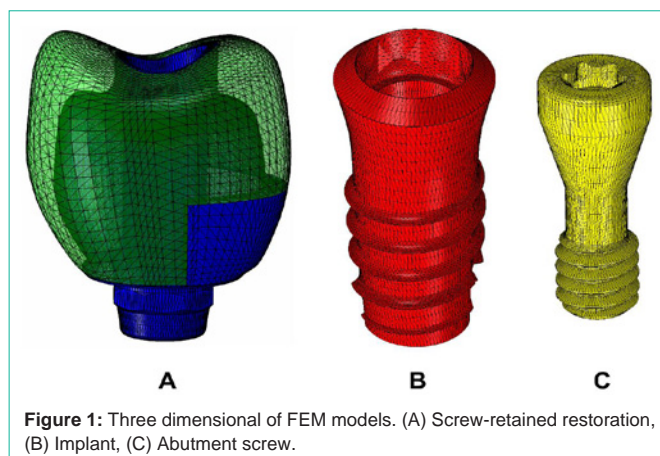 A B C
Figure 1: Three dimensional of FEM models. (A) Screw-retained restoration,
(B) Implant, (C) Abutment screw.